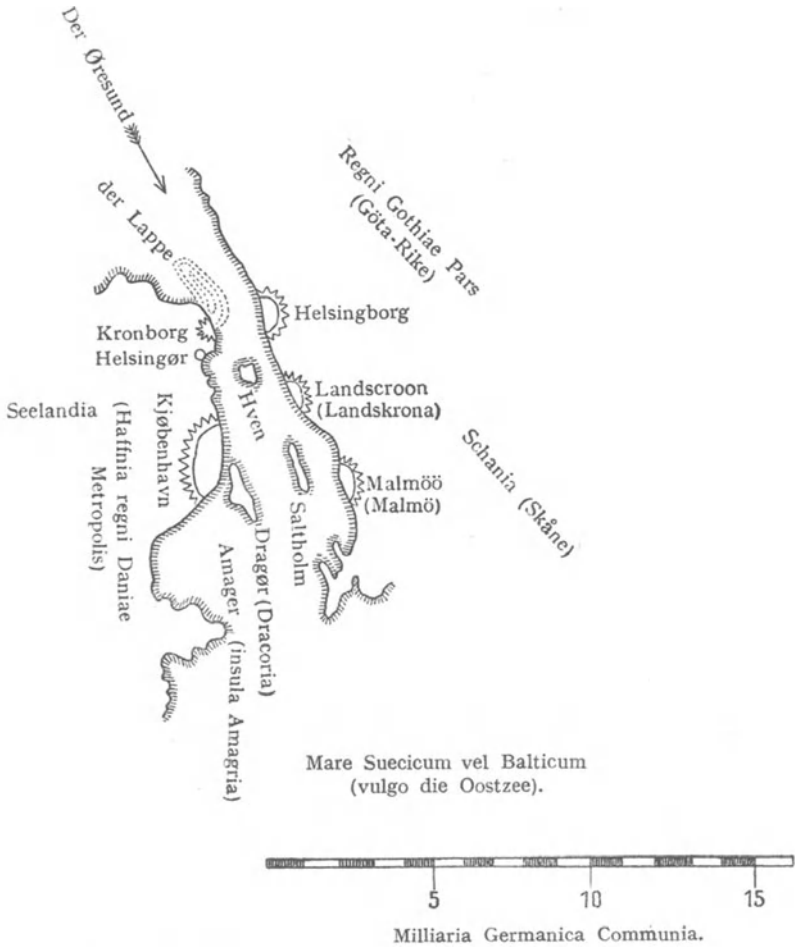 Der Øresund
der Lappe
Regni Gothiae Pars
(Göta-Rike)
Helsingborg
Kronborg
Helsingør
Hven
Landscroon
(Landskrona)
Seelandia
Kjøbenhavn
(Haffnia regni Daniae
Metropolis)
Malmöö
(Malmö)
Schania (Skåne)
Saltholm
Dragør (Dracoria)
Amager (insula Amagria)
Mare Suecicum vel Balticum
(vulgo die Oostzee).
5 10 15
Milliaria Germanica Communia.